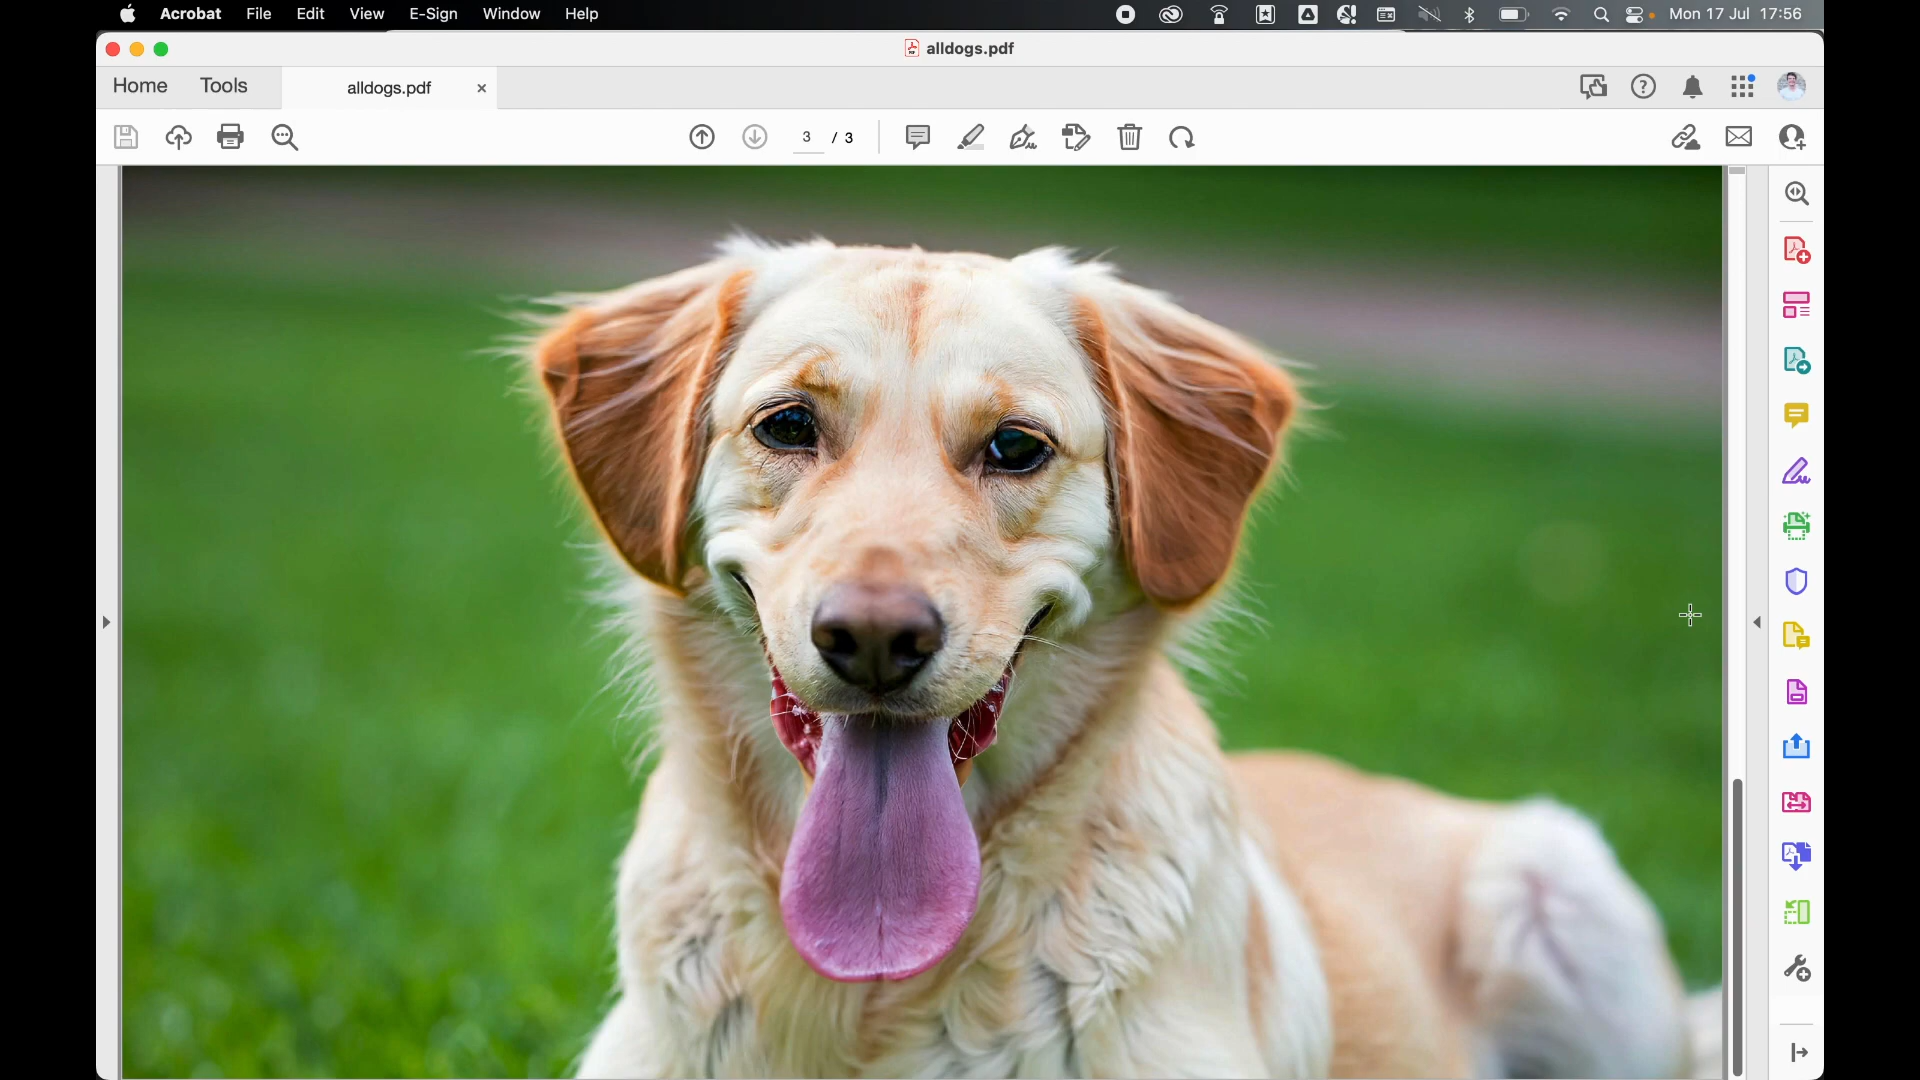 Acrobat File Edit View E-Sign Window Help Mon 17 Jul 17:56
alldogs.pdf
Home Tools alldogs.pdf
3 / 3